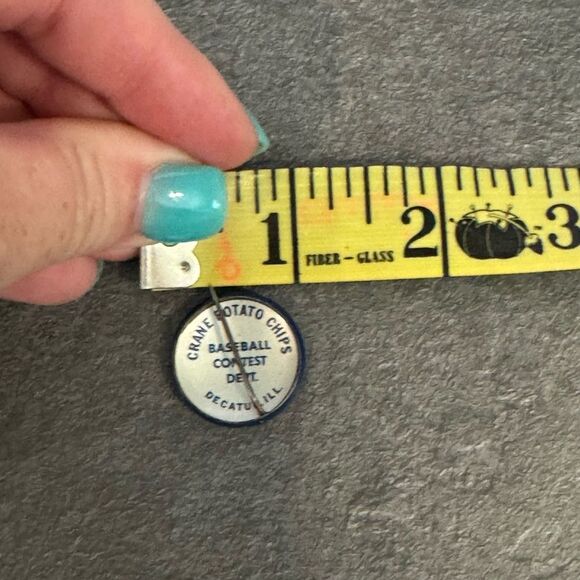 1 2 3
FIBER - GLASS
CRANE POTATO CHIPS
BASEBALL
CONTEST
DEPT.
DECATUR, ILL.